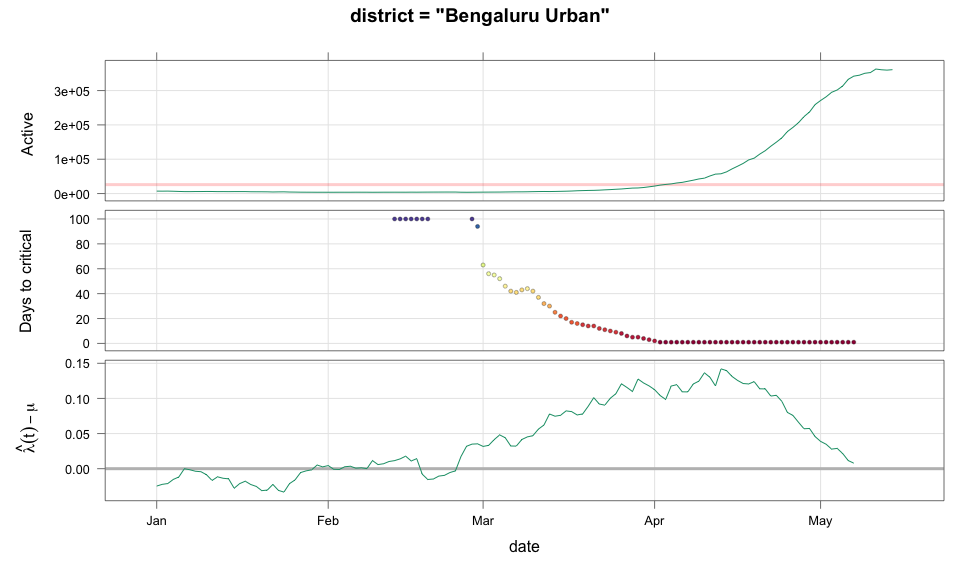 district = "Bengaluru Urban"
Active
3e+05
2e+05
1e+05
0e+00
Days to critical
100
80
60
40
20
0
λ̂(t) − μ
0.15
0.10
0.05
0.00
Jan Feb Mar Apr May
date